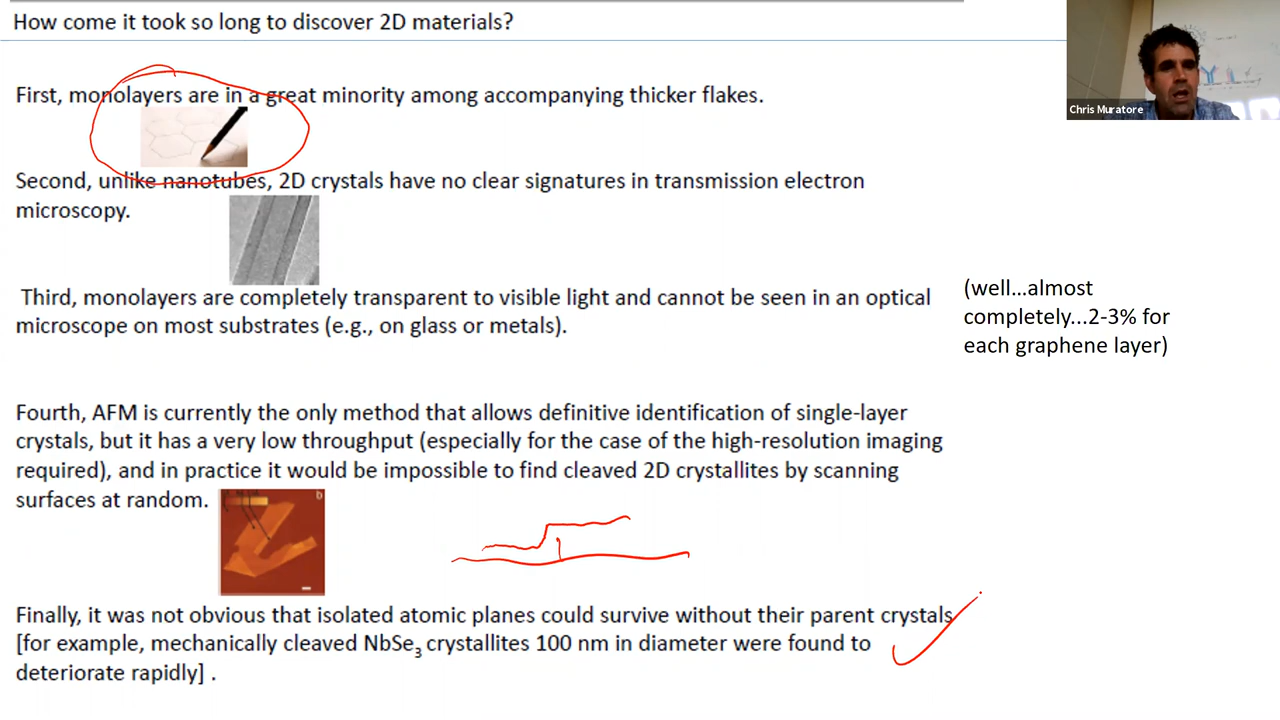 How come it took so long to discover 2D materials?
Chris Muratore
First, monolayers are in a great minority among accompanying thicker flakes.
Second, unlike nanotubes, 2D crystals have no clear signatures in transmission electron
microscopy.
Third, monolayers are completely transparent to visible light and cannot be seen in an optical
microscope on most substrates (e.g., on glass or metals).
(well...almost
completely...2-3% for
each graphene layer)
Fourth, AFM is currently the only method that allows definitive identification of single-layer
crystals, but it has a very low throughput (especially for the case of the high-resolution imaging
required), and in practice it would be impossible to find cleaved 2D crystallites by scanning
surfaces at random.
b
Finally, it was not obvious that isolated atomic planes could survive without their parent crystals
[for example, mechanically cleaved NbSe₃ crystallites 100 nm in diameter were found to
deteriorate rapidly] .